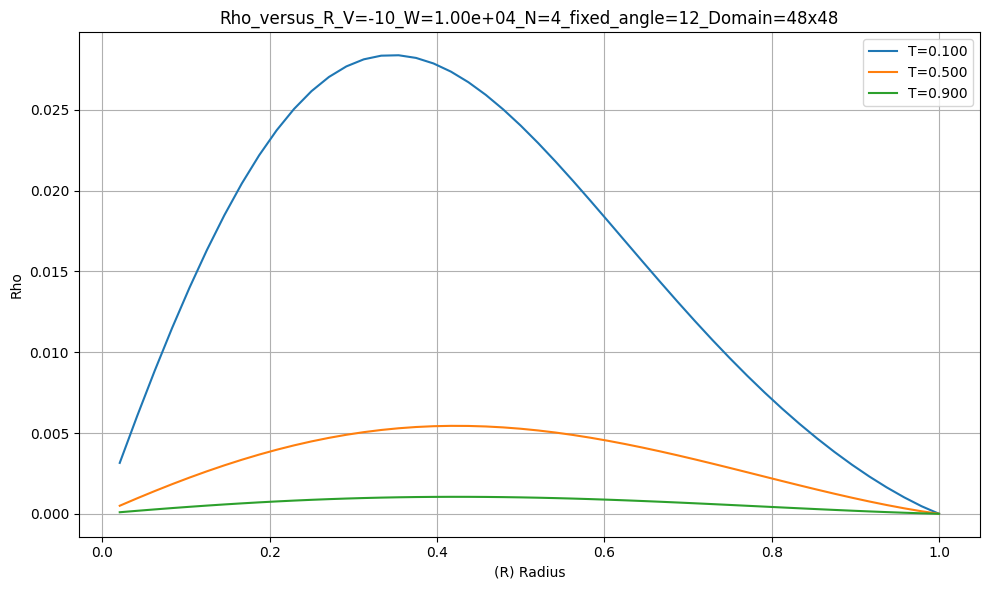 Rho_versus_R_V=-10_W=1.00e+04_N=4_fixed_angle=12_Domain=48x48
T=0.100
T=0.500
T=0.900
0.025
0.020
0.015
0.010
0.005
0.000
Rho
0.0 0.2 0.4 0.6 0.8 1.0
(R) Radius